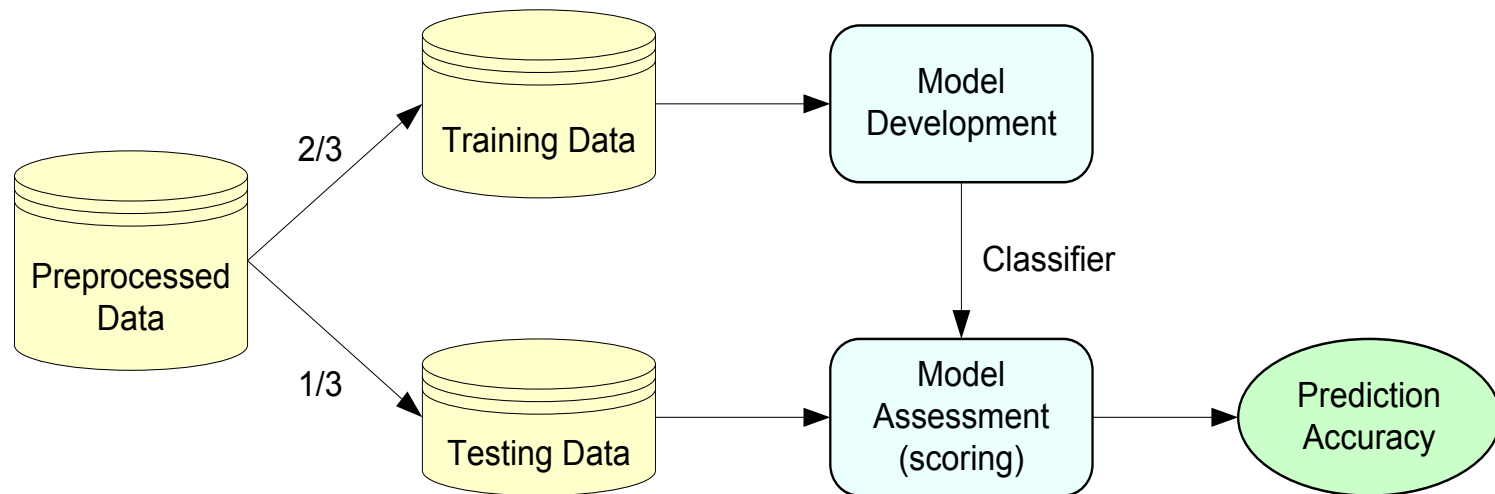 Preprocessed
Data
2/3
1/3
Training Data
Testing Data
Model
Development
Classifier
Model
Assessment
(scoring)
Prediction
Accuracy